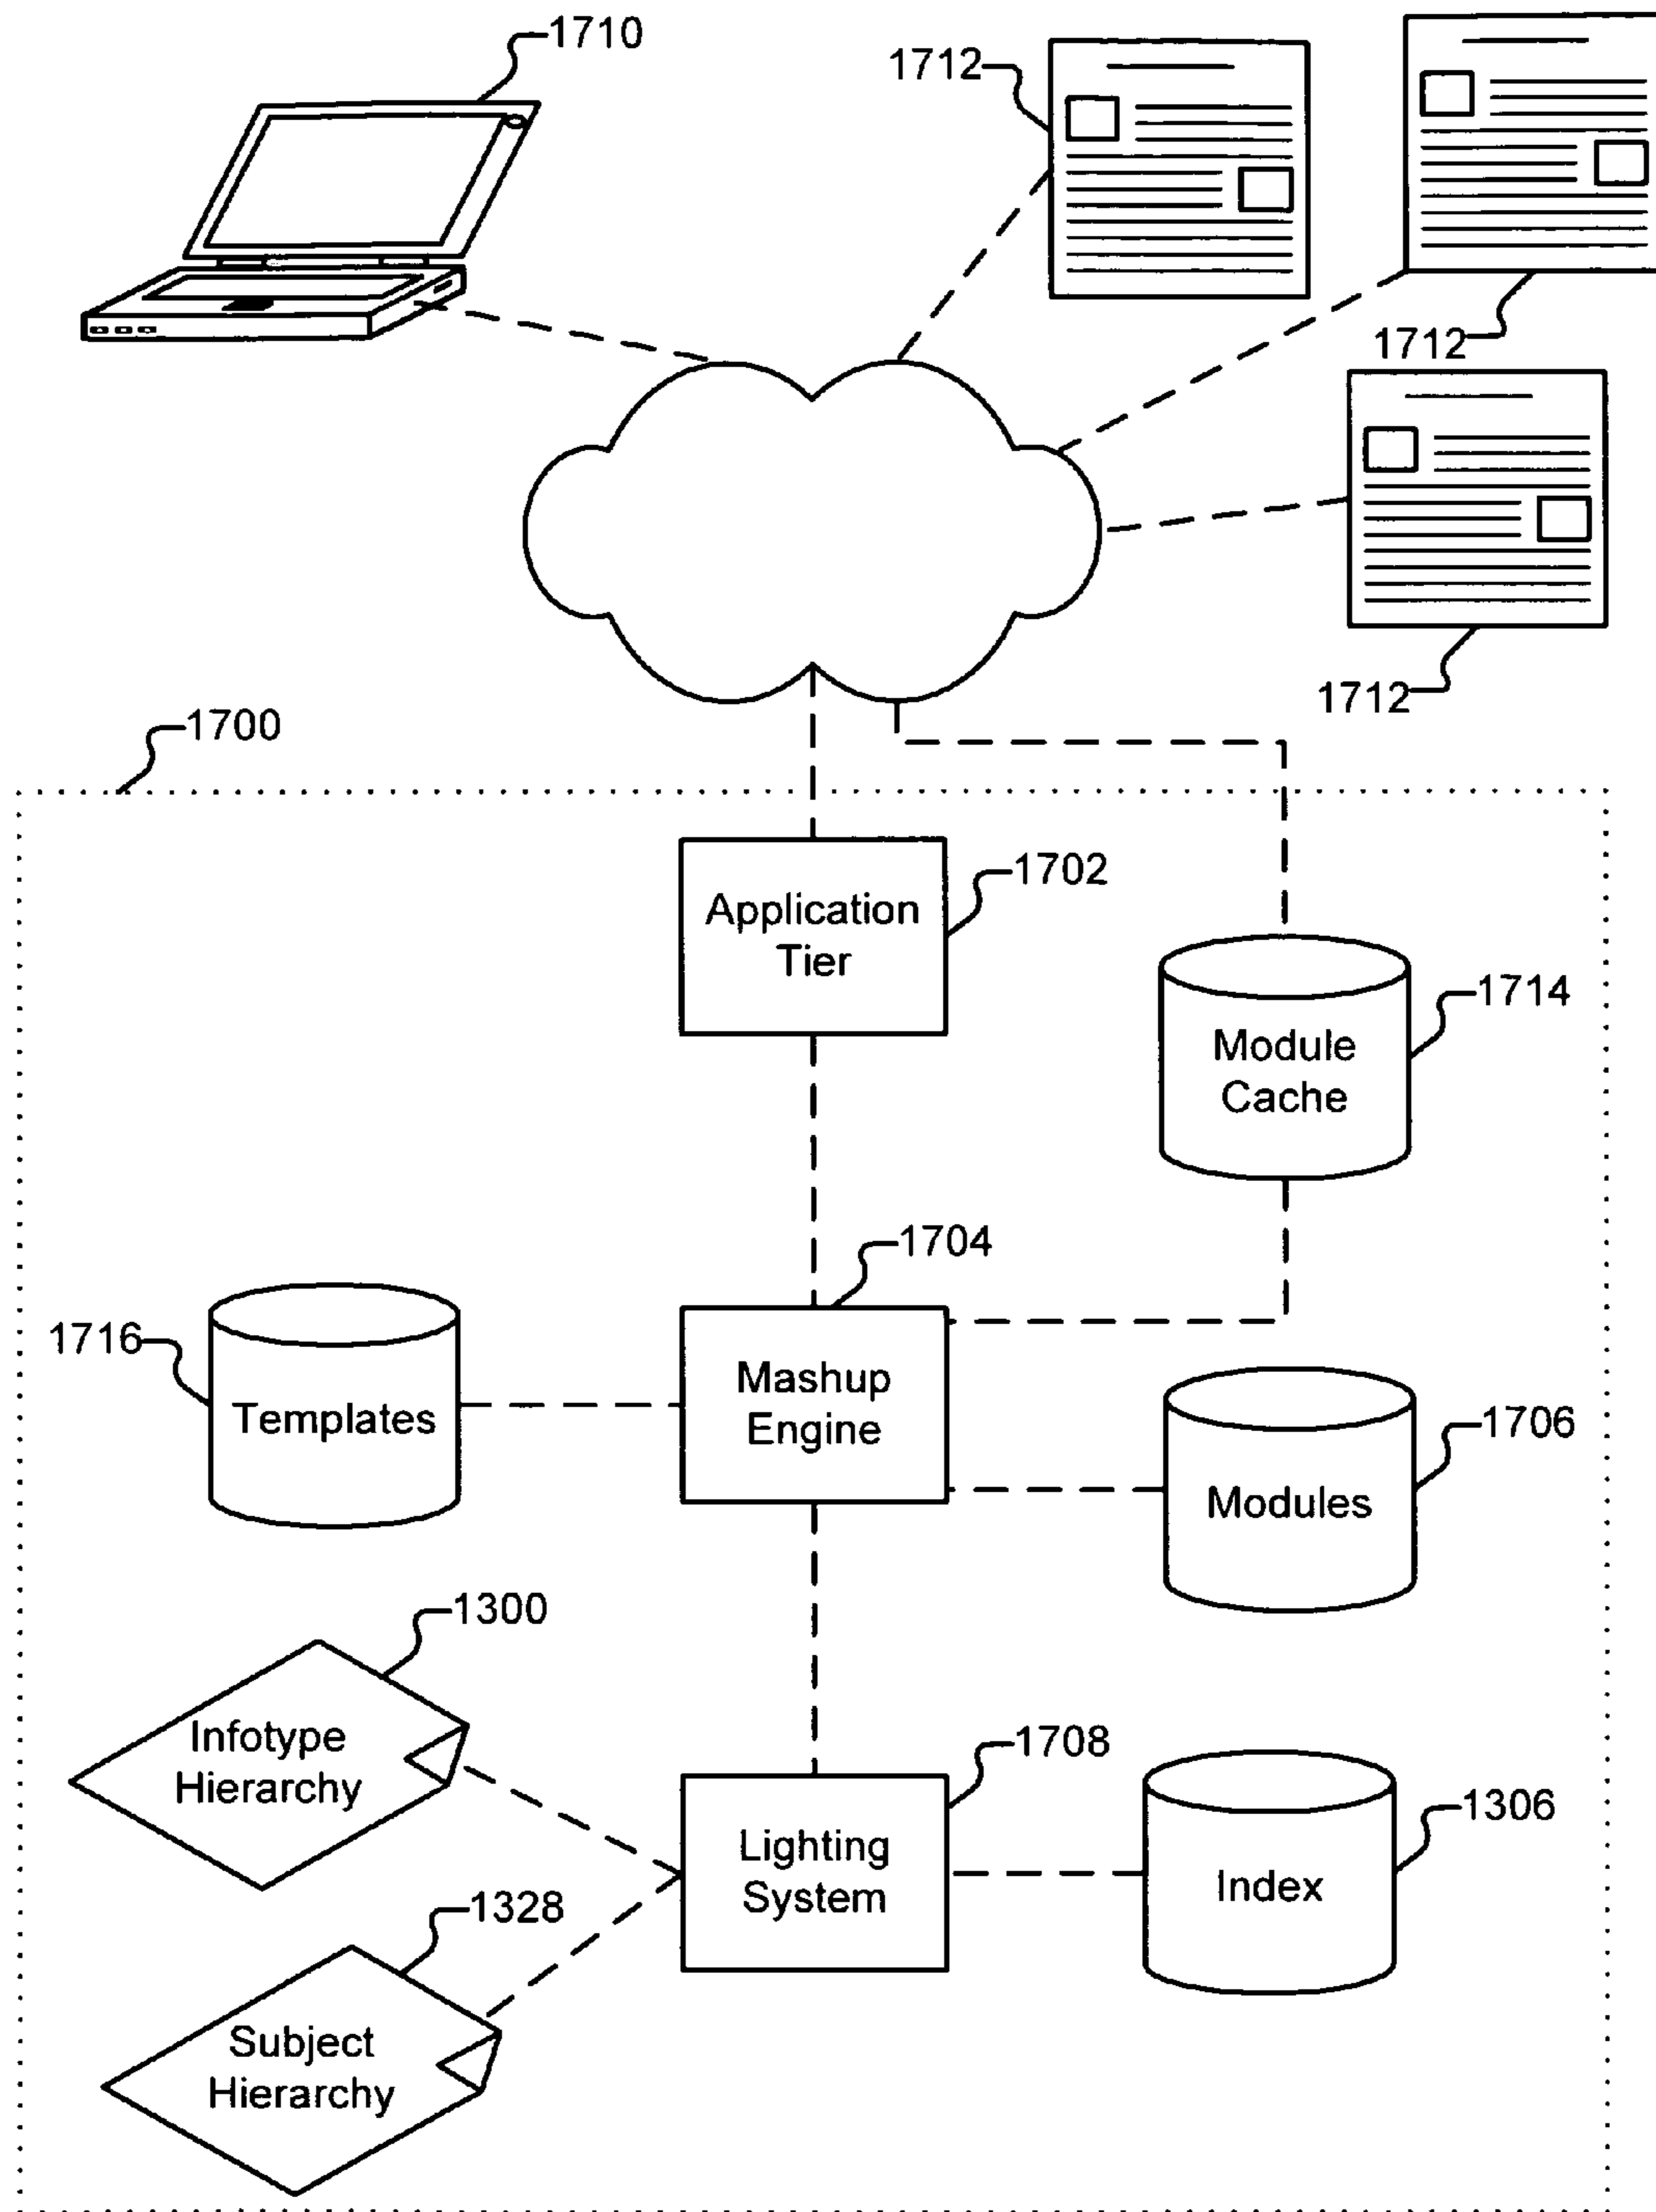 1710
1712
1712
1712
1700
Application
Tier
1702
Module
Cache
1714
1704
Mashup
Engine
1716
Templates
Modules
1706
1300
Infotype
Hierarchy
1708
Lighting
System
Index
1306
1328
Subject
Hierarchy